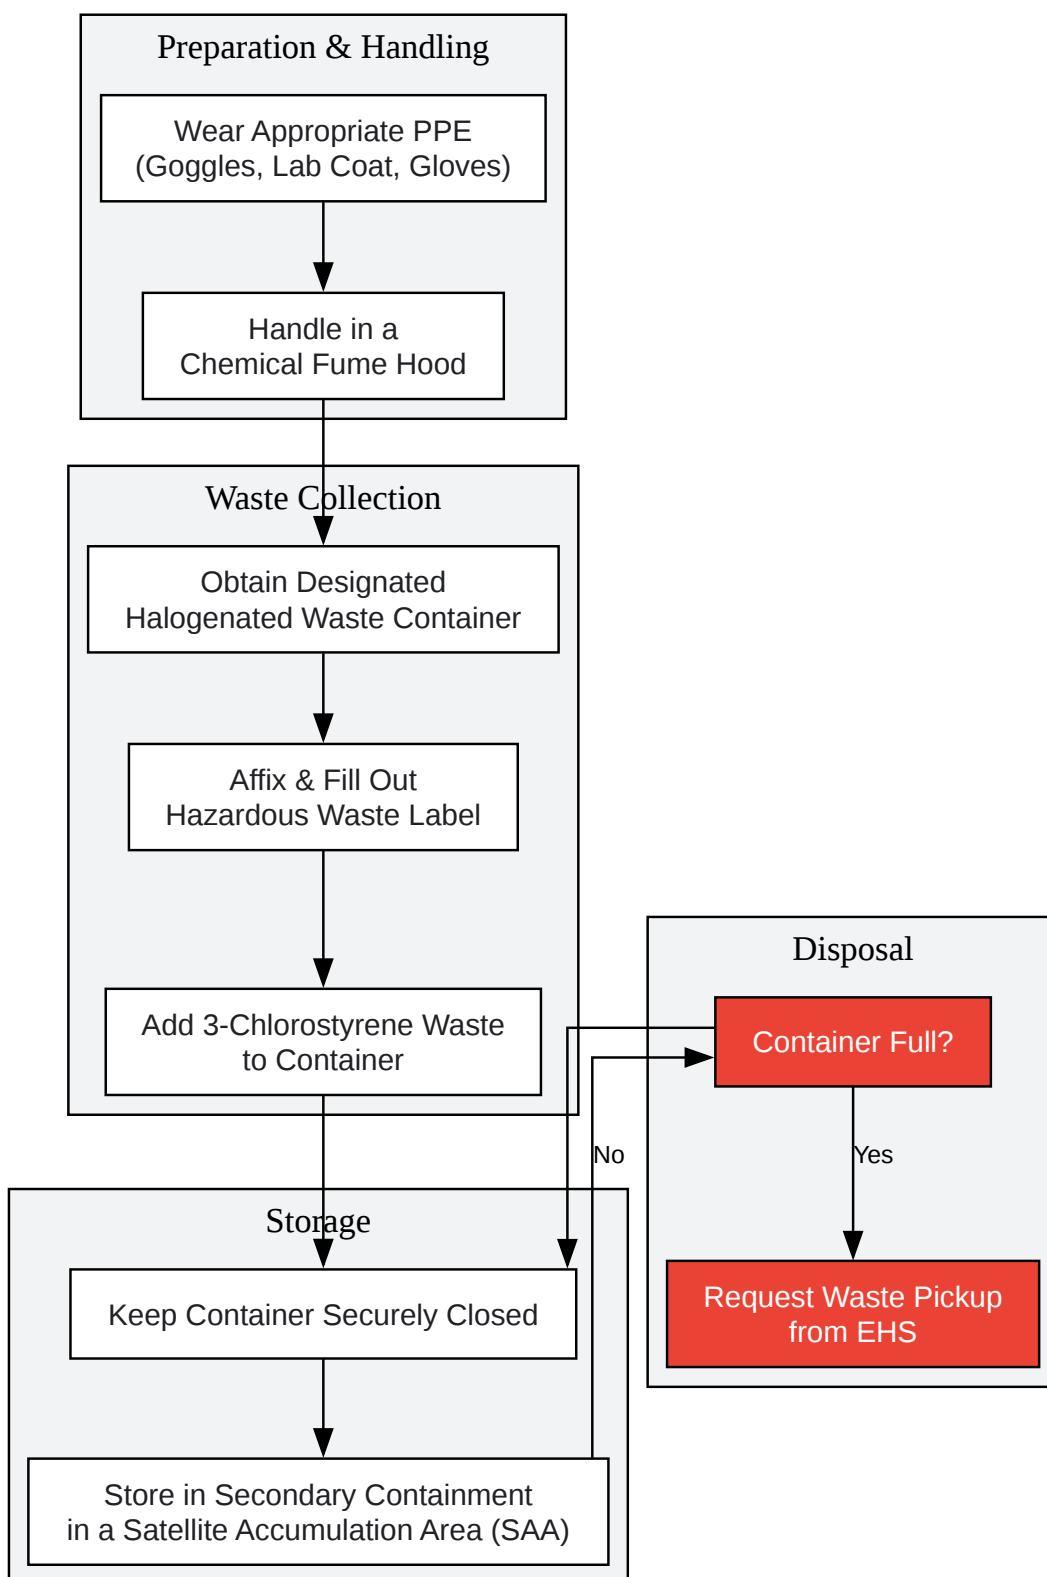 Preparation & Handling
Wear Appropriate PPE
(Goggles, Lab Coat, Gloves)
Handle in a
Chemical Fume Hood
Waste Collection
Obtain Designated
Halogenated Waste Container
Affix & Fill Out
Hazardous Waste Label
Add 3-Chlorostyrene Waste
to Container
Storage
Keep Container Securely Closed
Store in Secondary Containment
in a Satellite Accumulation Area (SAA)
Disposal
Container Full?
No
Yes
Request Waste Pickup
from EHS